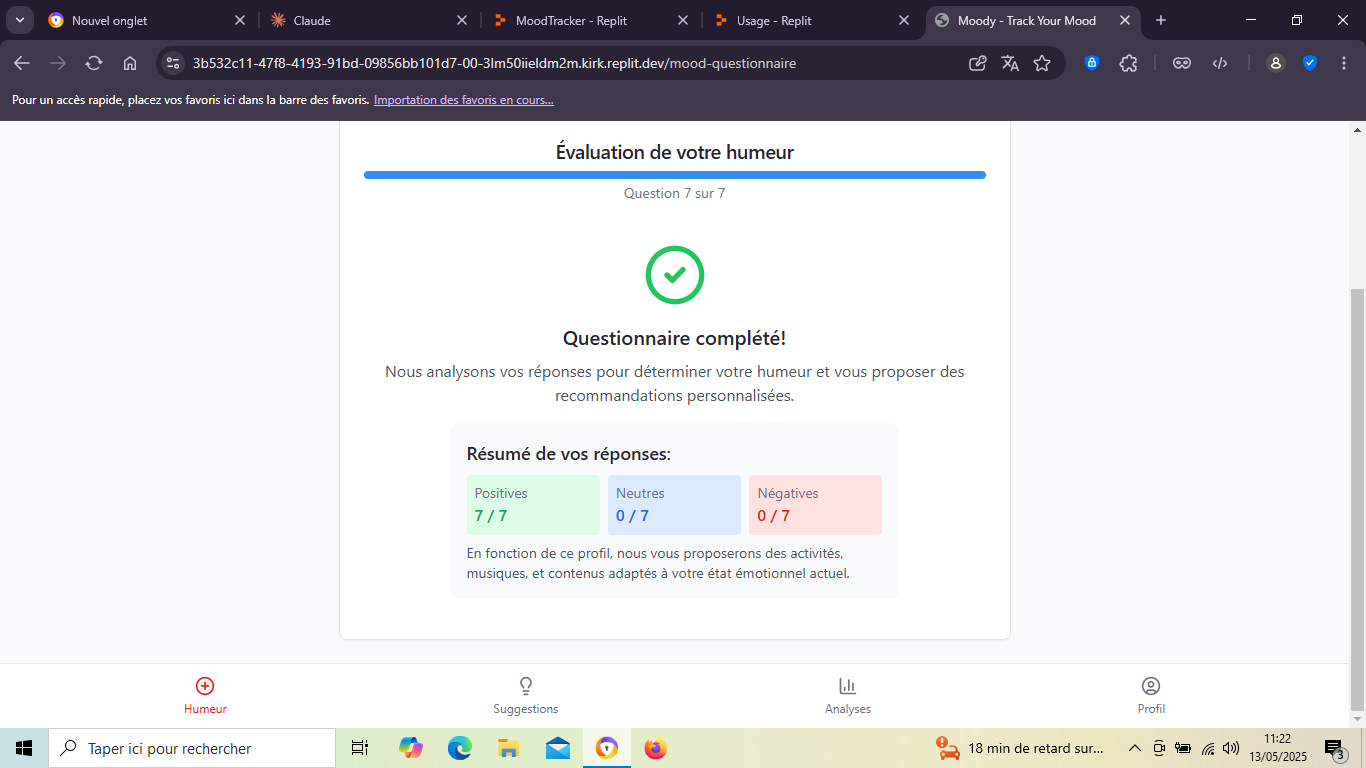 Nouvel onglet
Claude
MoodTracker - Replit
Usage - Replit
Moody - Track Your Mood
3b532c11-47f8-4193-91bd-09856bb101d7-00-3lm50iieldm2m.kirk.replit.dev/mood-questionnaire
Pour un accès rapide, placez vos favoris ici dans la barre des favoris. Importation des favoris en cours...
Évaluation de votre humeur
Question 7 sur 7
Questionnaire complété!
Nous analysons vos réponses pour déterminer votre humeur et vous proposer des
recommandations personnalisées.
Résumé de vos réponses:
Positives
7 / 7
Neutres
0 / 7
Négatives
0 / 7
En fonction de ce profil, nous vous proposerons des activités,
musiques, et contenus adaptés à votre état émotionnel actuel.
Humeur
Suggestions
Analyses
Profil
Taper ici pour rechercher
18 min de retard sur...
11:22
13/05/2025
3